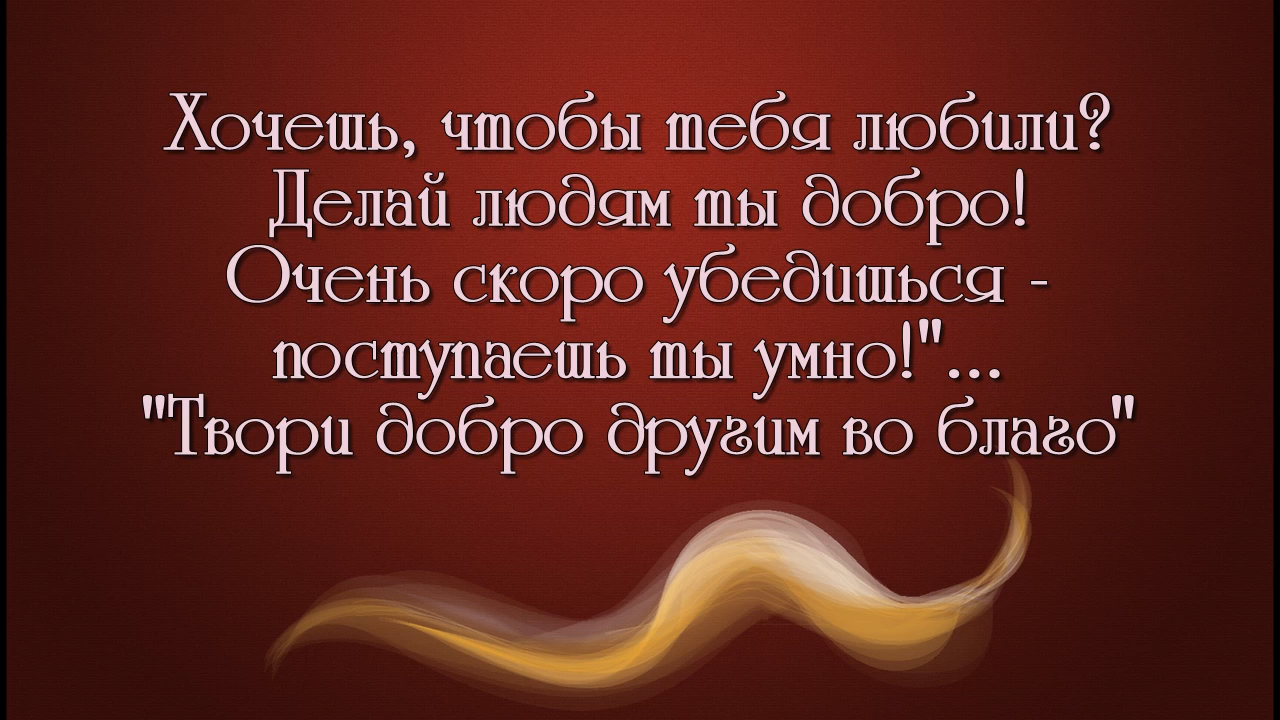 Хочешь, чтобы тебя любили?
Делай людям ты добро!
Очень скоро убедишься -
поступаешь ты умно!"...
"Твори добро другим во благо"